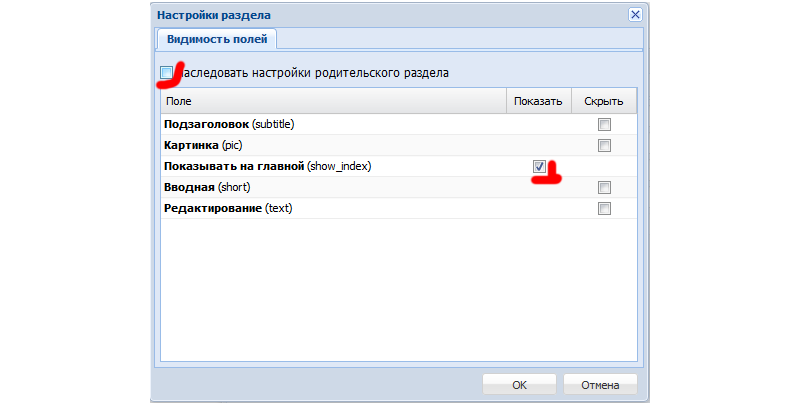 Настройки раздела
Видимость полей
наследовать настройки родительского раздела
Поле Показать Скрыть
Подзаголовок (subtitle)
Картинка (pic)
Показывать на главной (show_index)
Вводная (short)
Редактирование (text)
OK Отмена